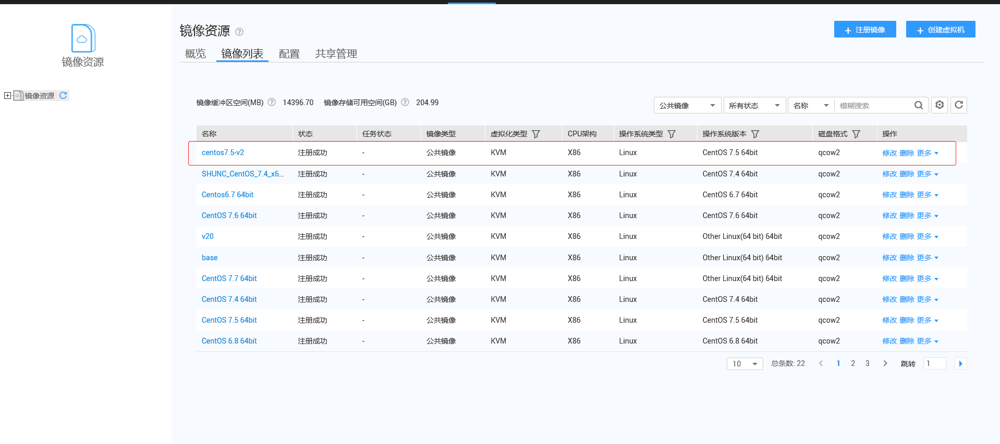 镜像资源
镜像资源
镜像资源
注册镜像
创建虚拟机
概览 镜像列表 配置 共享管理
镜像缓冲区空间(MB) 14396.70 镜像存储可用空间(GB) 204.99
公共镜像 所有状态 名称 模糊搜索
名称 状态 任务状态 镜像类型 虚拟化类型 CPU架构 操作系统类型 操作系统版本 磁盘格式 操作
centos7.5-v2 注册成功 - 公共镜像 KVM X86 Linux CentOS 7.5 64bit qcow2 修改 删除 更多
SHUNC_CentOS_7.4_x6... 注册成功 - 公共镜像 KVM X86 Linux CentOS 7.4 64bit qcow2 修改 删除 更多
Centos6.7 64bit 注册成功 - 公共镜像 KVM X86 Linux CentOS 6.7 64bit qcow2 修改 删除 更多
CentOS 7.6 64bit 注册成功 - 公共镜像 KVM X86 Linux CentOS 7.6 64bit qcow2 修改 删除 更多
v20 注册成功 - 公共镜像 KVM X86 Linux Other Linux(64 bit) 64bit qcow2 修改 删除 更多
base 注册成功 - 公共镜像 KVM X86 Linux Other Linux(64 bit) 64bit qcow2 修改 删除 更多
CentOS 7.7 64bit 注册成功 - 公共镜像 KVM X86 Linux Other Linux(64 bit) 64bit qcow2 修改 删除 更多
CentOS 7.4 64bit 注册成功 - 公共镜像 KVM X86 Linux CentOS 7.4 64bit qcow2 修改 删除 更多
CentOS 7.5 64bit 注册成功 - 公共镜像 KVM X86 Linux CentOS 7.5 64bit qcow2 修改 删除 更多
CentOS 6.8 64bit 注册成功 - 公共镜像 KVM X86 Linux CentOS 6.8 64bit qcow2 修改 删除 更多
10 总条数: 22 1 2 3 跳转 1